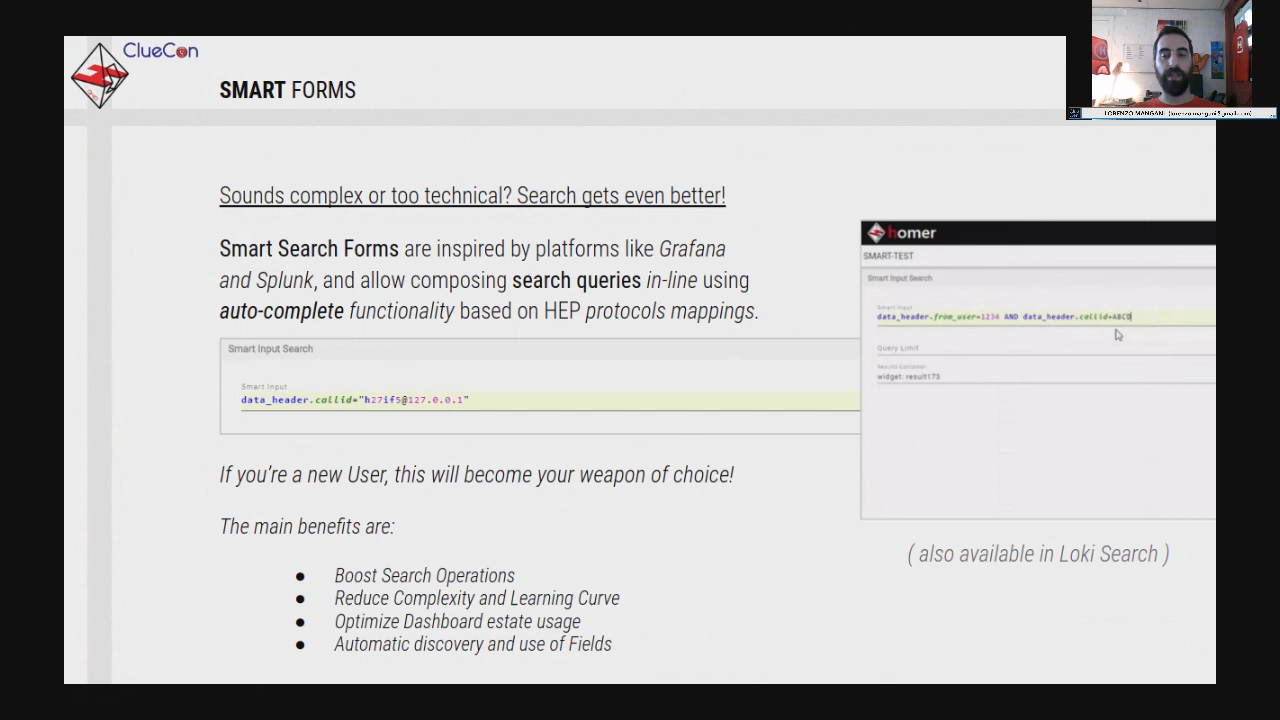 ClueCon
SMART FORMS
LORENZO MANGANI
Sounds complex or too technical? Search gets even better!
Smart Search Forms are inspired by platforms like Grafana
and Splunk, and allow composing search queries in-line using
auto-complete functionality based on HEP protocols mappings.
Smart Input Search
Smart Input
data_header.callid="h27if5@127.0.0.1"
homer
SMART-TEST
Smart Input Search
Smart Input
data_header.from_user=1234 AND data_header.callid=ABCD
Query Limit
Results Container
widget: result173
( also available in Loki Search )
If you're a new User, this will become your weapon of choice!
The main benefits are:
● Boost Search Operations
● Reduce Complexity and Learning Curve
● Optimize Dashboard estate usage
● Automatic discovery and use of Fields